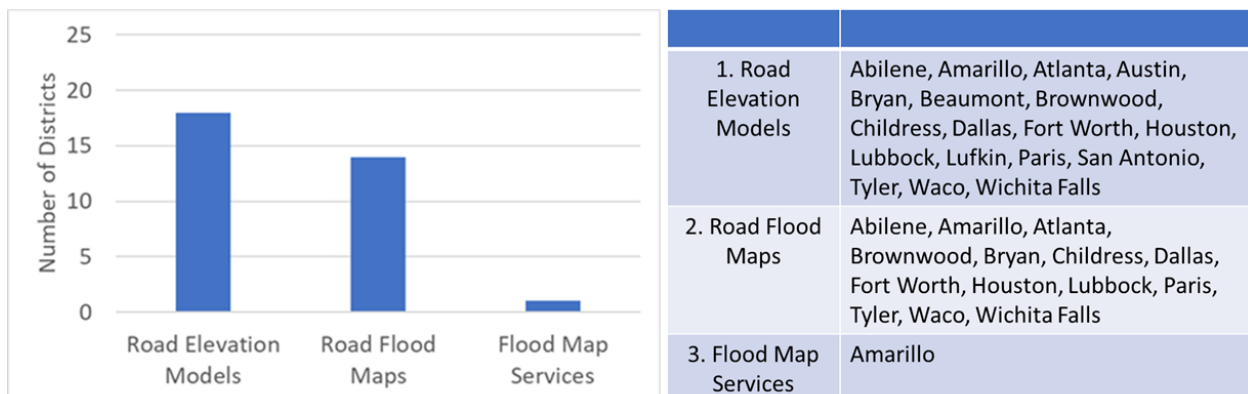 25
20
15
10
5
0
Number of Districts
Road Elevation
Models
Road Flood
Maps
Flood Map
Services
1. Road
Elevation
Models
Abilene, Amarillo, Atlanta, Austin,
Bryan, Beaumont, Brownwood,
Childress, Dallas, Fort Worth, Houston,
Lubbock, Lufkin, Paris, San Antonio,
Tyler, Waco, Wichita Falls
2. Road Flood
Maps
Abilene, Amarillo, Atlanta,
Brownwood, Bryan, Childress, Dallas,
Fort Worth, Houston, Lubbock, Paris,
Tyler, Waco, Wichita Falls
3. Flood Map
Services
Amarillo